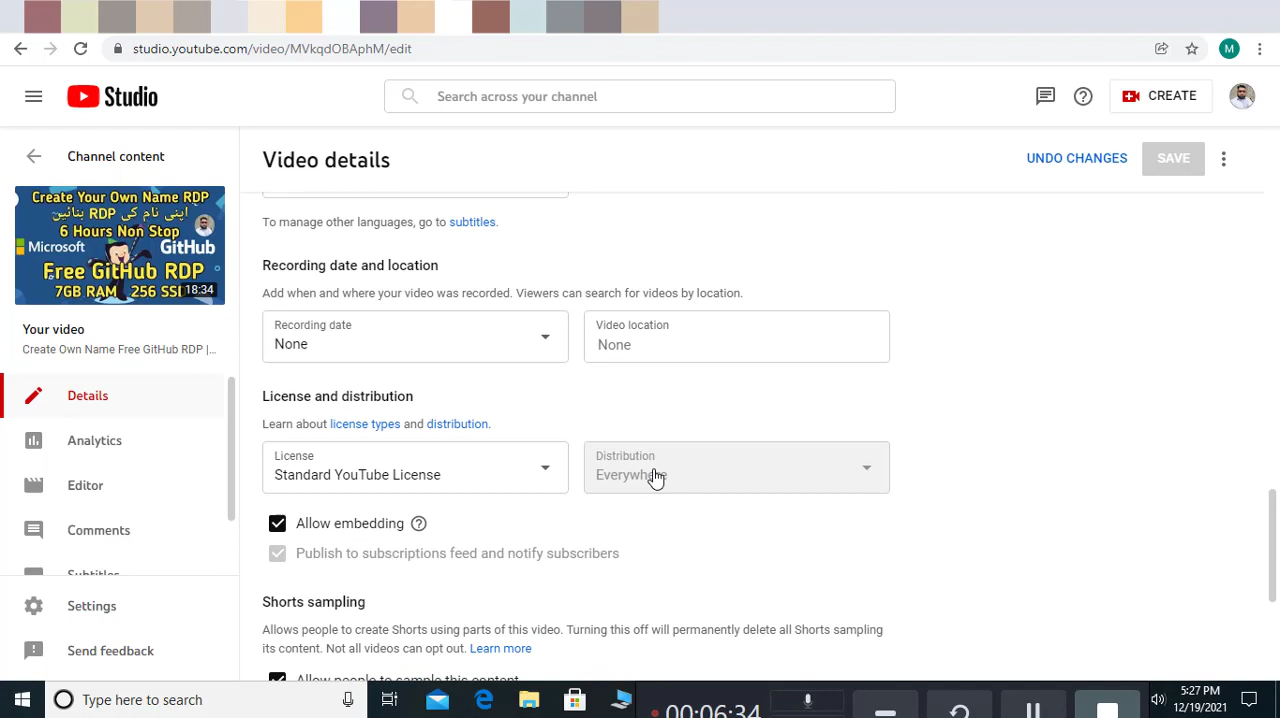 studio.youtube.com/video/MVkqdOBAphM/edit
M
Studio
Search across your channel
CREATE
Channel content
Create Your Own Name RDP
اپنی نام کی RDP بنائیں
6 Hours Non Stop
Microsoft
GitHub
Free GitHub RDP
7GB RAM 256 SSD
18:34
Your video
Create Own Name Free GitHub RDP |...
Details
Analytics
Editor
Comments
Subtitles
Settings
Send feedback
Video details
UNDO CHANGES
SAVE
To manage other languages, go to subtitles.
Recording date and location
Add when and where your video was recorded. Viewers can search for videos by location.
Recording date
None
Video location
None
License and distribution
Learn about license types and distribution.
License
Standard YouTube License
Distribution
Everywhere
Allow embedding
Publish to subscriptions feed and notify subscribers
Shorts sampling
Allows people to create Shorts using parts of this video. Turning this off will permanently delete all Shorts sampling
its content. Not all videos can opt out. Learn more
Allow people to sample this content
Type here to search
00:06:34
5:27 PM
12/19/2021